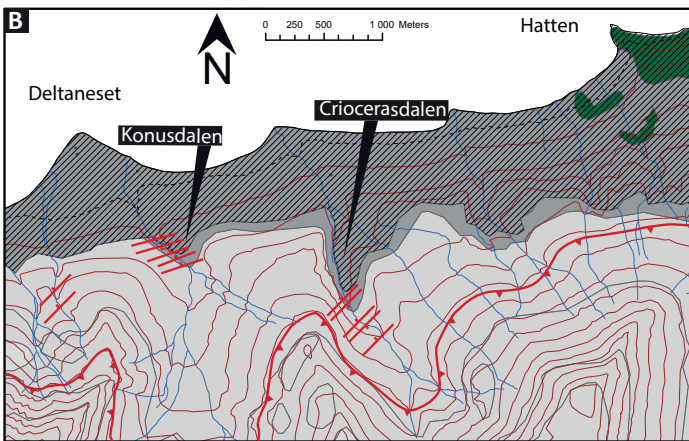 B
0 250 500 1 000 Meters
Hatten
N
Deltaneset
Criocerasdalen
Konusdalen